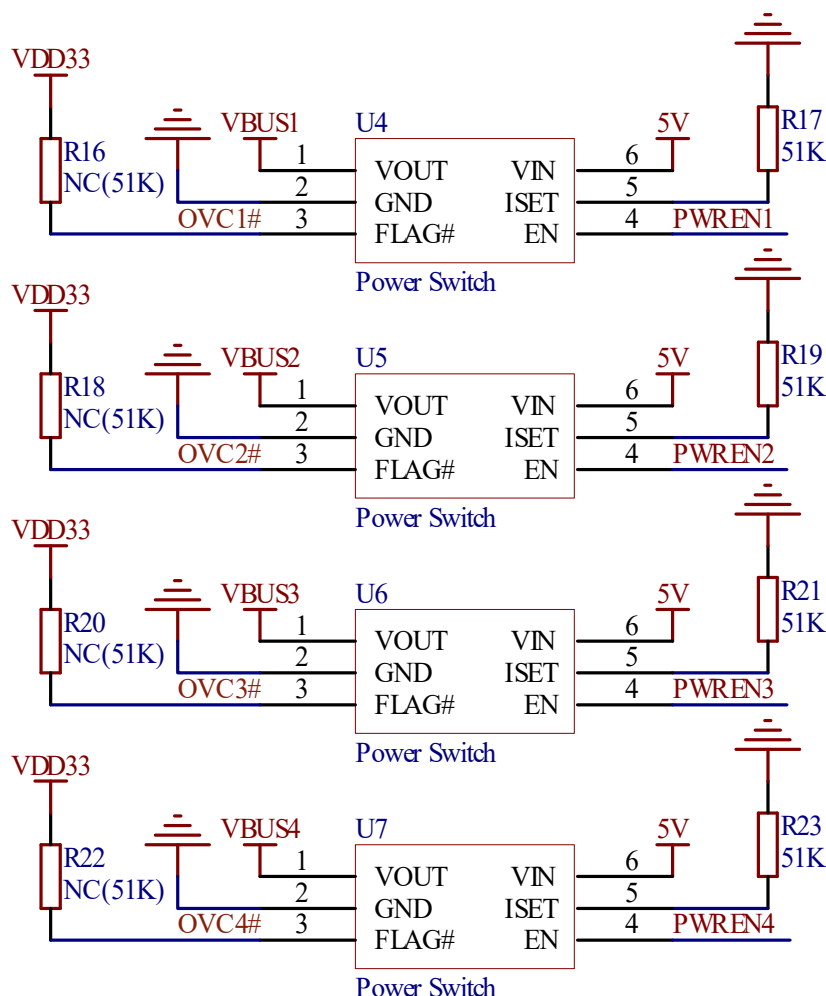 VDD33
R16
NC(51K)
OVC1#
VBUS1
1
2
3
U4
VOUT
GND
FLAG#
VIN
ISET
EN
Power Switch
6
5
4
5V
PWREN1
R17
51K
VDD33
R18
NC(51K)
OVC2#
VBUS2
1
2
3
U5
VOUT
GND
FLAG#
VIN
ISET
EN
Power Switch
6
5
4
5V
PWREN2
R19
51K
VDD33
R20
NC(51K)
OVC3#
VBUS3
1
2
3
U6
VOUT
GND
FLAG#
VIN
ISET
EN
Power Switch
6
5
4
5V
PWREN3
R21
51K
VDD33
R22
NC(51K)
OVC4#
VBUS4
1
2
3
U7
VOUT
GND
FLAG#
VIN
ISET
EN
Power Switch
6
5
4
5V
PWREN4
R23
51K